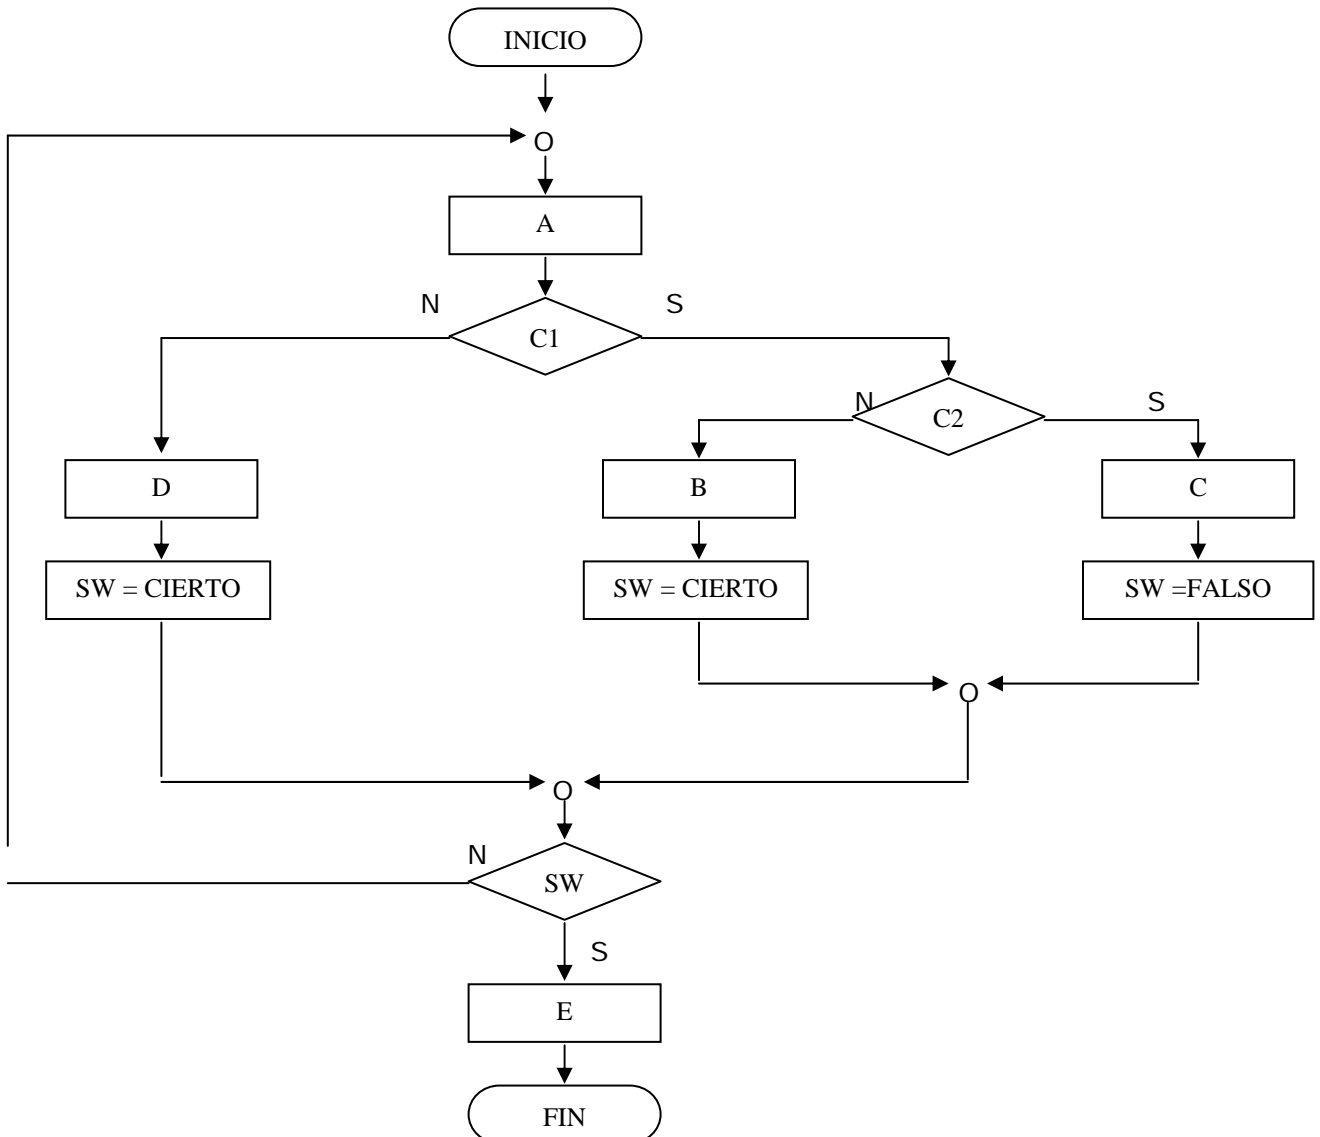 INICIO
O
A
N
S
C1
N
S
C2
D
B
C
SW = CIERTO
SW = CIERTO
SW =FALSO
O
O
N
SW
S
E
FIN